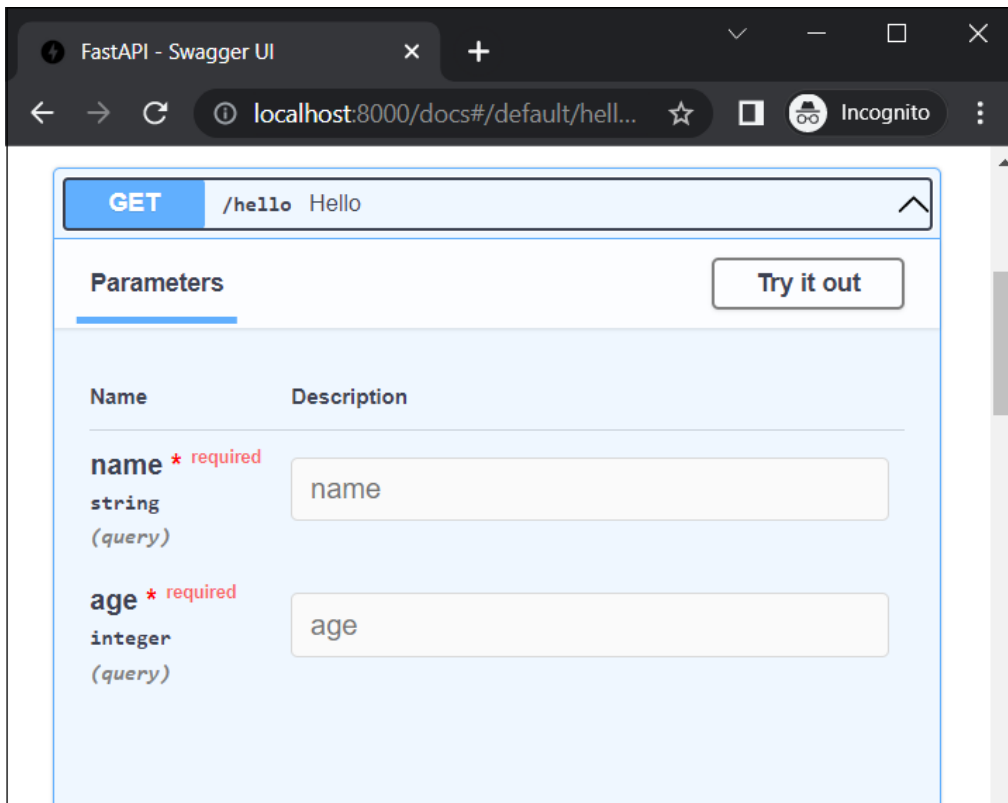 FastAPI - Swagger UI
localhost:8000/docs#/default/hell...
Incognito
GET /hello Hello
Parameters
Try it out
Name Description
name * required
name
string
(query)
age * required
age
integer
(query)